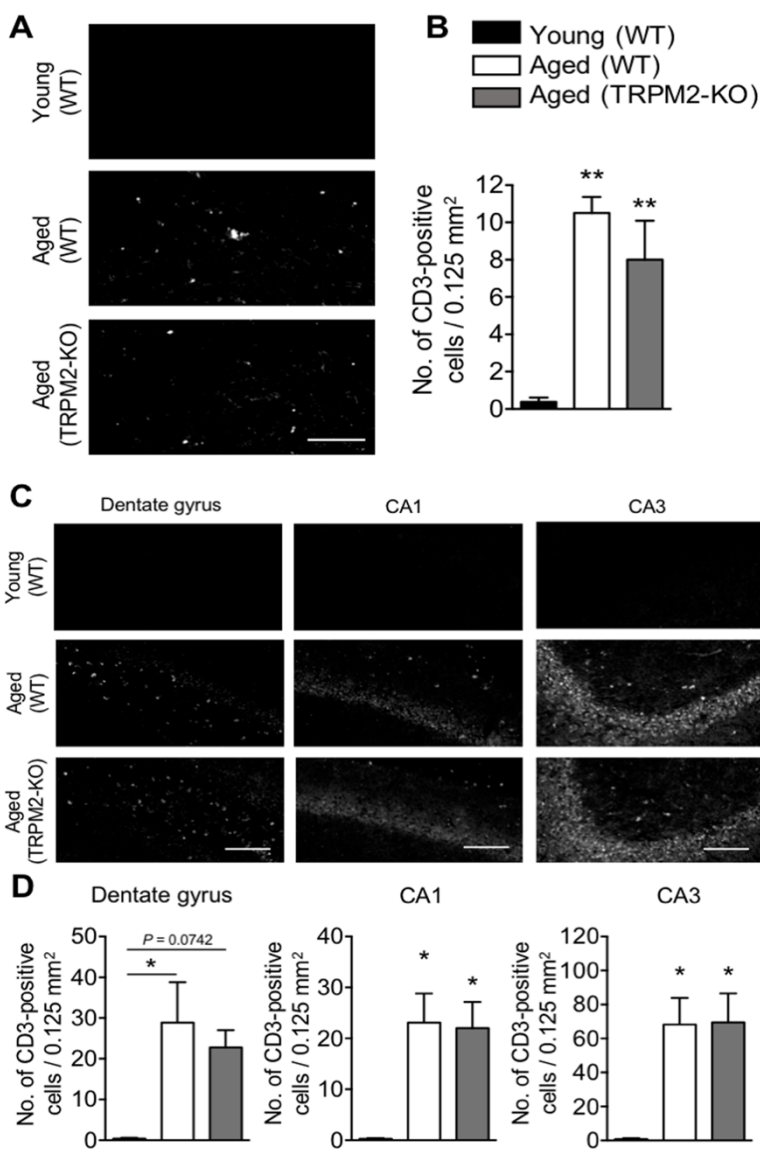 A
Young
(WT)
Aged
(WT)
Aged
(TRPM2-KO)
B
Young (WT)
Aged (WT)
Aged (TRPM2-KO)
No. of CD3-positive
cells / 0.125 mm²
12
10
8
6
4
2
0
**
**
C
Dentate gyrus
CA1
CA3
Young
(WT)
Aged
(WT)
Aged
(TRPM2-KO)
D
Dentate gyrus
No. of CD3-positive
cells / 0.125 mm²
50
40
30
20
10
0
P = 0.0742
*
CA1
No. of CD3-positive
cells / 0.125 mm²
40
30
20
10
0
*
*
CA3
No. of CD3-positive
cells / 0.125 mm²
120
100
80
60
40
20
0
*
*